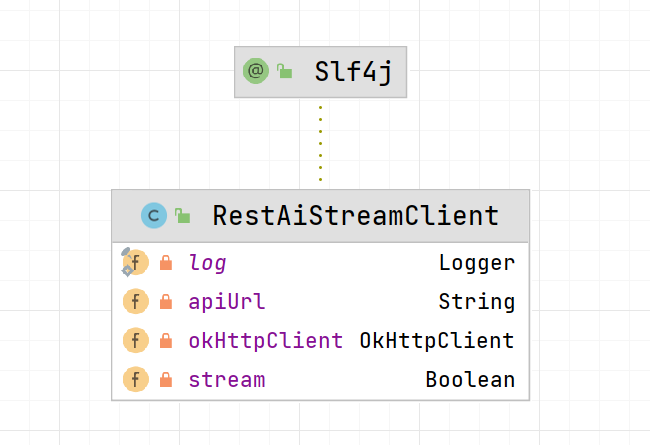 @ Slf4j
C RestAiStreamClient
f log Logger
f apiUrl String
f okHttpClient OkHttpClient
f stream Boolean